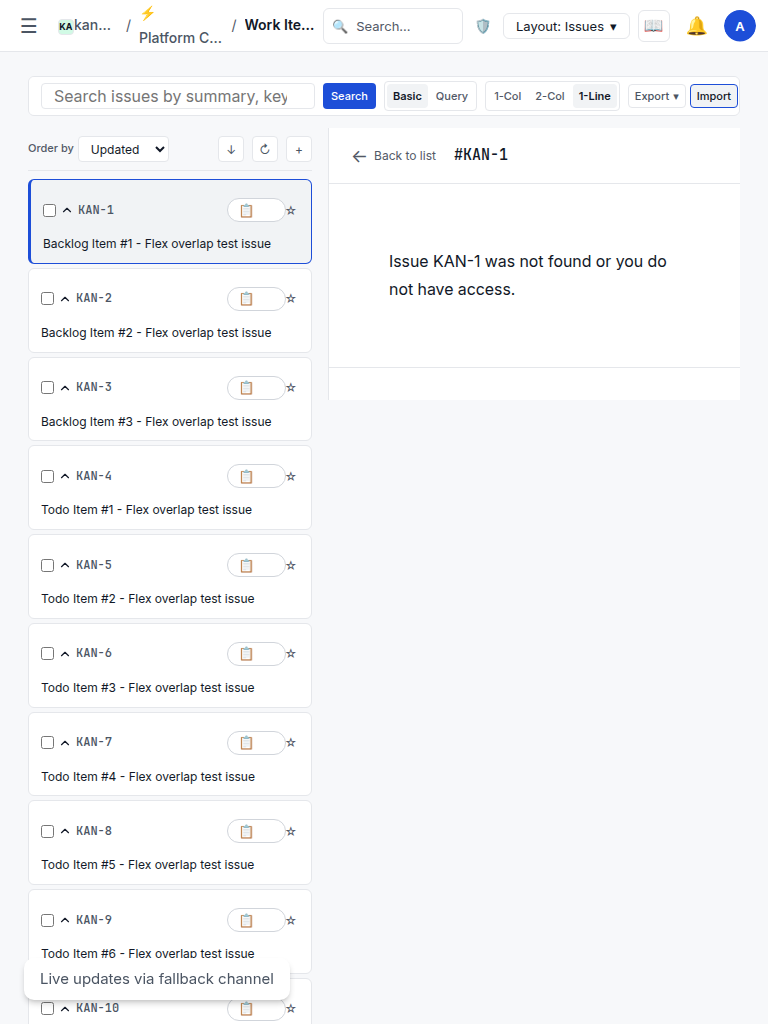 ☰ KA kan... / ⚡ Platform C... / Work Ite... 🔍 Search... 🛡️ Layout: Issues ▾ 📖 🔔 A
Search issues by summary, key Search Basic Query 1-Col 2-Col 1-Line Export ▾ Import
Order by Updated ↓ ↻ +
KAN-1 📋 ☆
Backlog Item #1 - Flex overlap test issue
KAN-2 📋 ☆
Backlog Item #2 - Flex overlap test issue
KAN-3 📋 ☆
Backlog Item #3 - Flex overlap test issue
KAN-4 📋 ☆
Todo Item #1 - Flex overlap test issue
KAN-5 📋 ☆
Todo Item #2 - Flex overlap test issue
KAN-6 📋 ☆
Todo Item #3 - Flex overlap test issue
KAN-7 📋 ☆
Todo Item #4 - Flex overlap test issue
KAN-8 📋 ☆
Todo Item #5 - Flex overlap test issue
KAN-9 📋 ☆
Todo Item #6 - Flex overlap test issue
KAN-10 📋 ☆
← Back to list #KAN-1
Issue KAN-1 was not found or you do
not have access.
Live updates via fallback channel